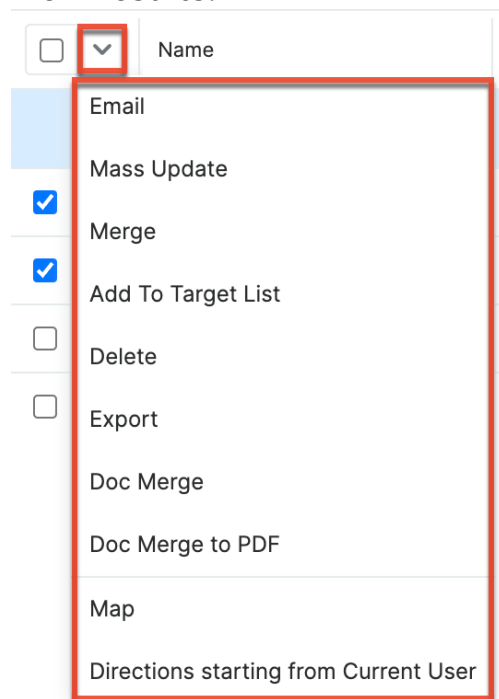 Name
Email
Mass Update
Merge
Add To Target List
Delete
Export
Doc Merge
Doc Merge to PDF
Map
Directions starting from Current User